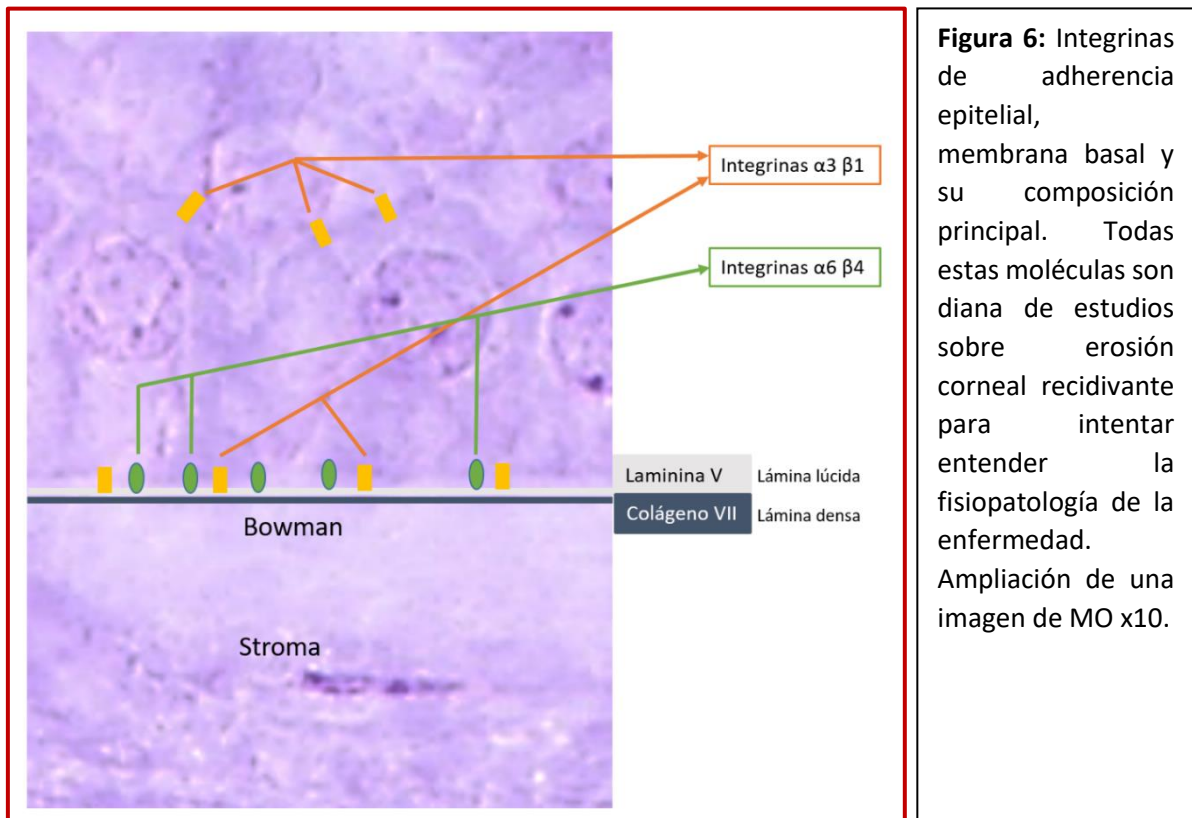 Integrinas α3 β1
Integrinas α6 β4
Laminina V Lámina lúcida
Colágeno VII Lámina densa
Bowman
Stroma
Figura 6: Integrinas
de adherencia
epitelial,
membrana basal y
su composición
principal. Todas
estas moléculas son
diana de estudios
sobre erosión
corneal recidivante
para intentar
entender la
fisiopatología de la
enfermedad.
Ampliación de una
imagen de MO x10.